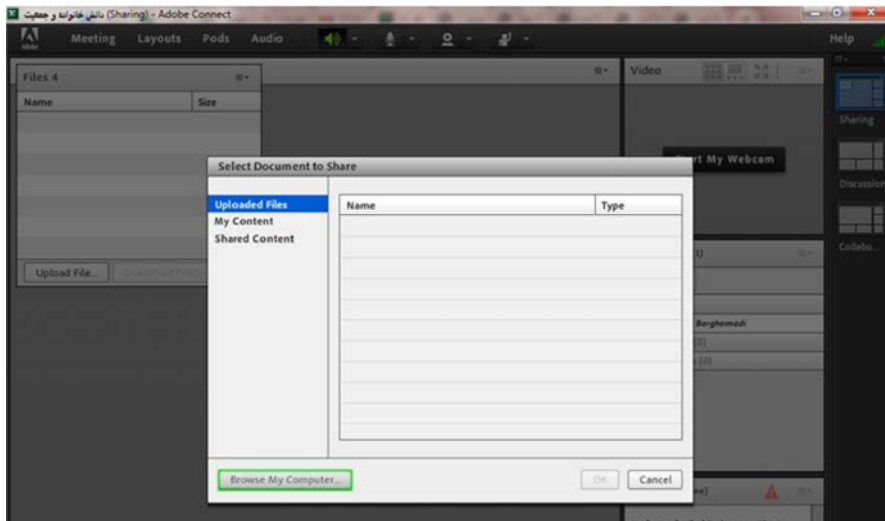 دانش خانواده و جمعیت (Sharing) - Adobe Connect
Adobe
Meeting Layouts Pods Audio Help
Files 4
Video
Name Size
Sharing
Start My Webcam
Select Document to Share
Discussion
Uploaded Files
Name Type
My Content
Shared Content
Collabo...
Upload File...
Barghemadi
(0)
(0)
Browse My Computer...
OK
Cancel